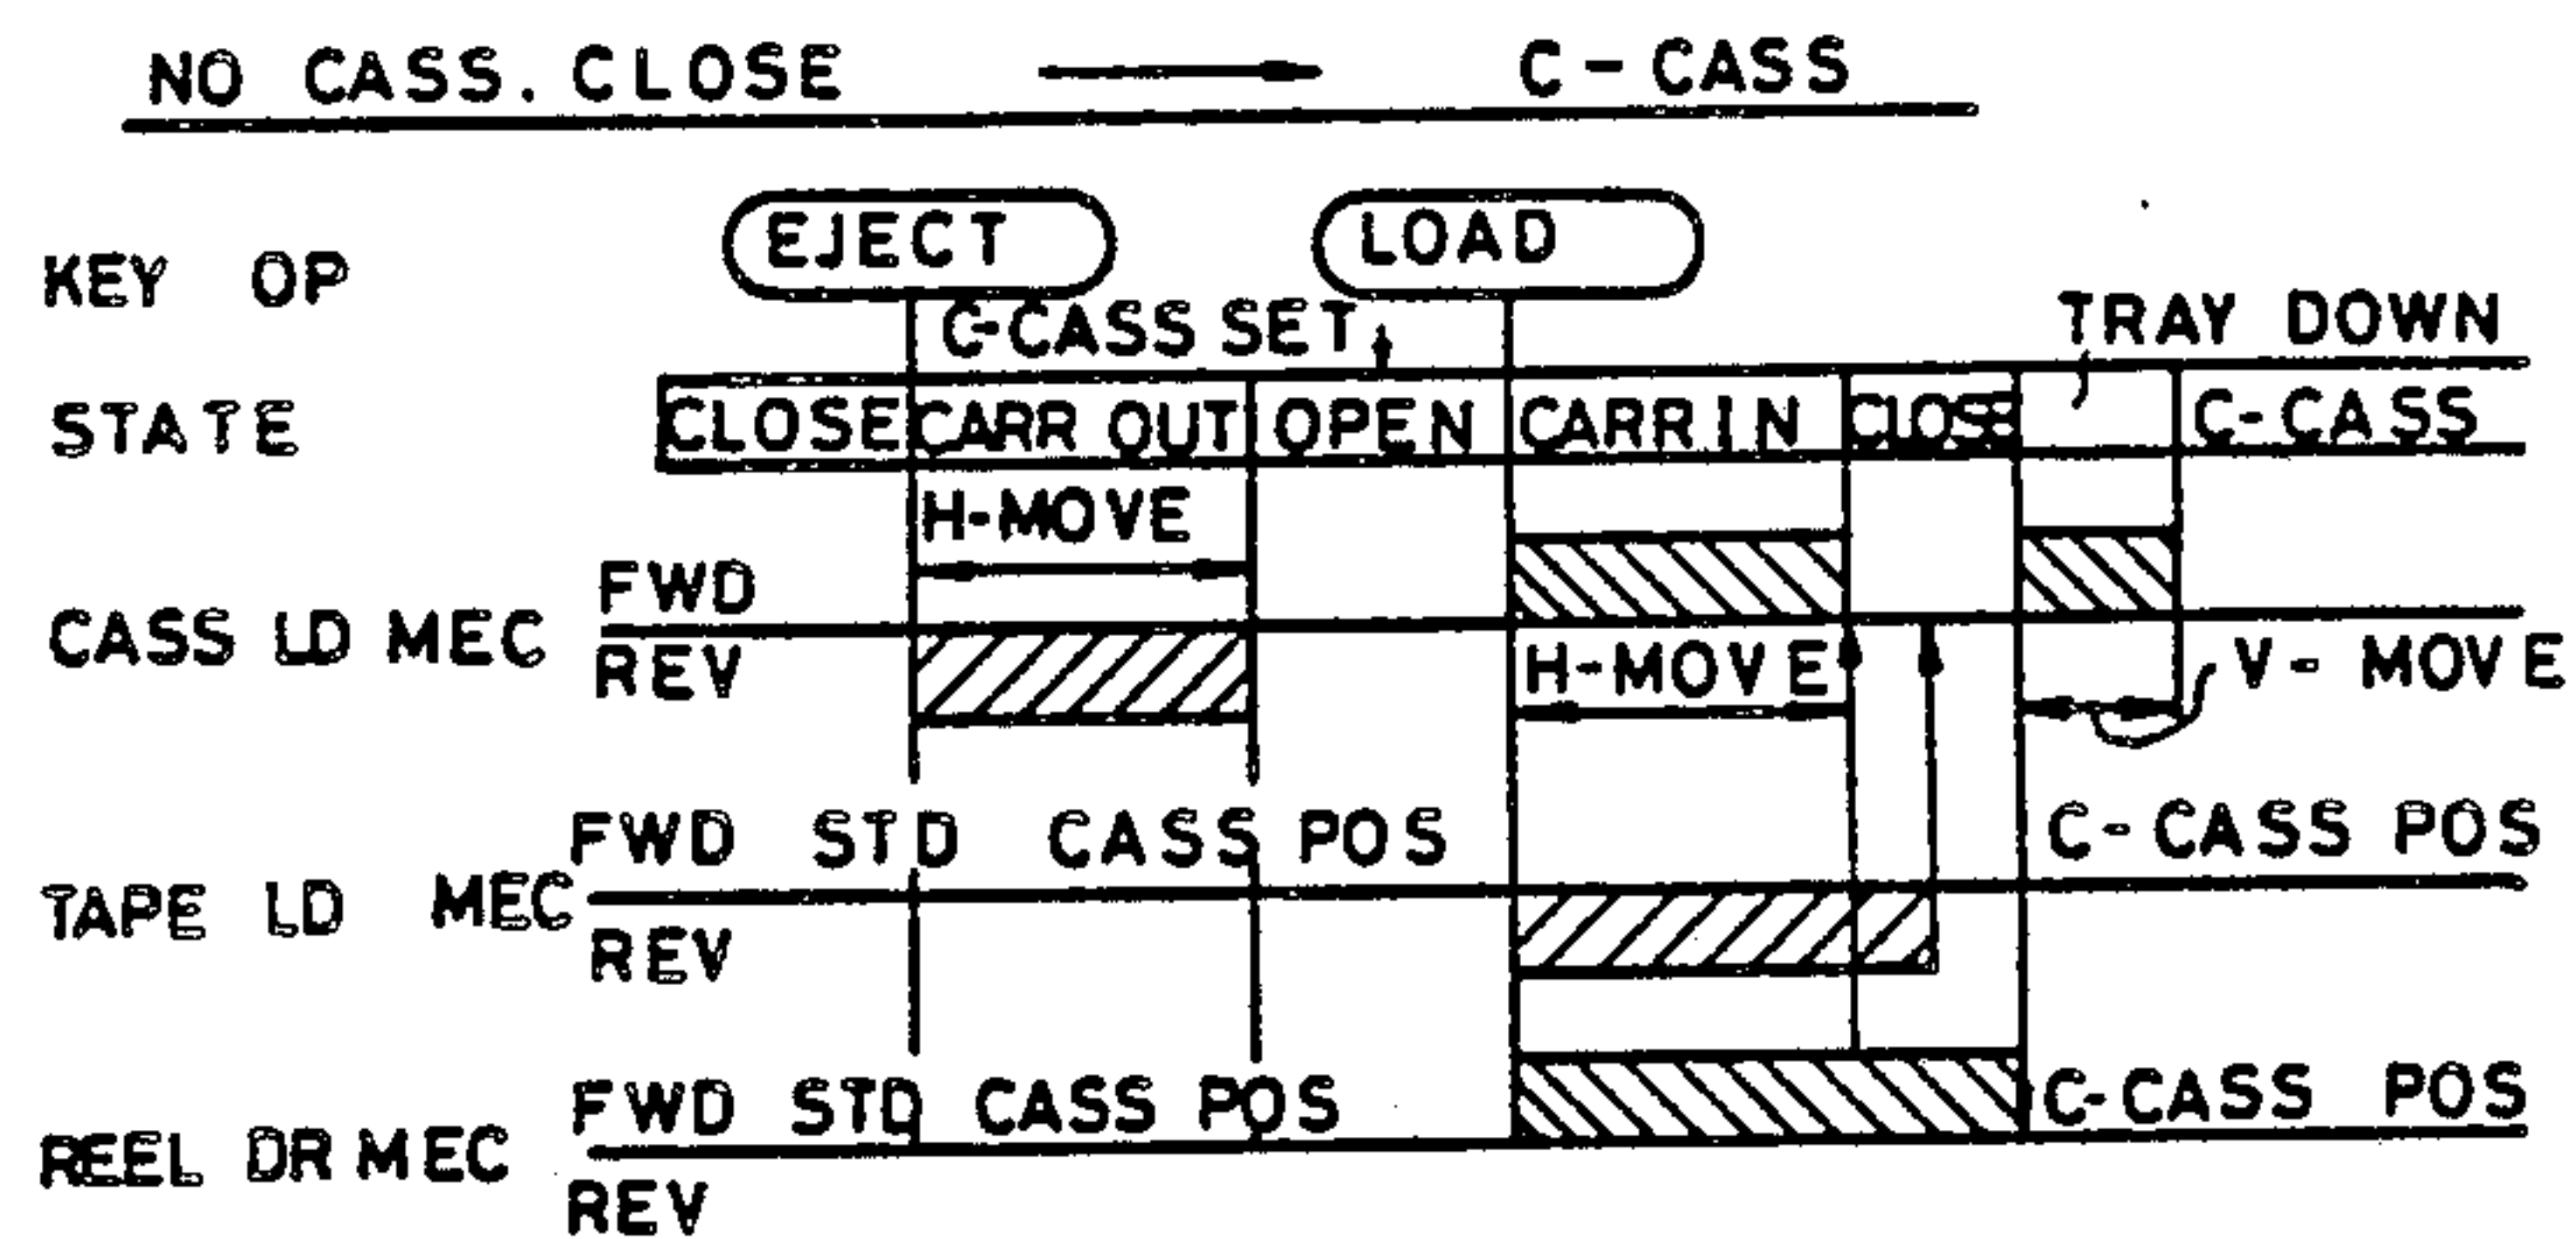 NO CASS. CLOSE → C-CASS
KEY OP EJECT LOAD
C-CASS SET TRAY DOWN
STATE CLOSE CARR OUT OPEN CARR IN CLOSE C-CASS
H-MOVE
CASS LD MEC FWD
REV H-MOVE V-MOVE
FWD STD CASS POS C-CASS POS
TAPE LD MEC
REV
FWD STD CASS POS C-CASS POS
REEL DR MEC
REV